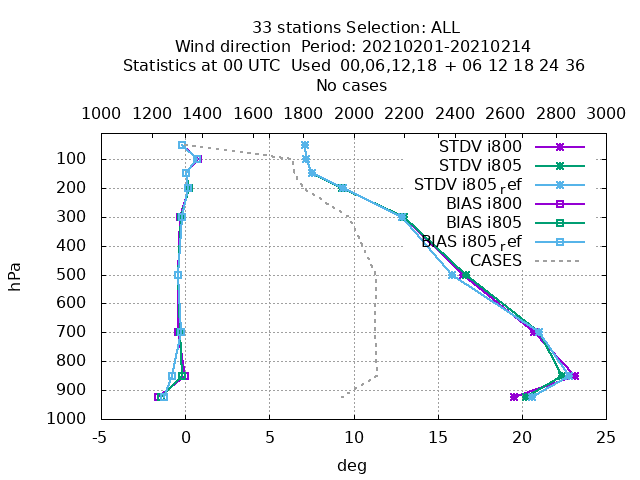 33 stations Selection: ALL
Wind direction  Period: 20210201-20210214
Statistics at 00 UTC  Used  00,06,12,18  + 06 12 18 24 36
No cases
1000 1200 1400 1600 1800 2000 2200 2400 2600 2800 3000
STDV i800
STDV i805
STDV i805ref
BIAS i800
BIAS i805
BIAS i805ref
CASES
100
200
300
400
500
600
700
800
900
1000
hPa
-5 0 5 10 15 20 25
deg